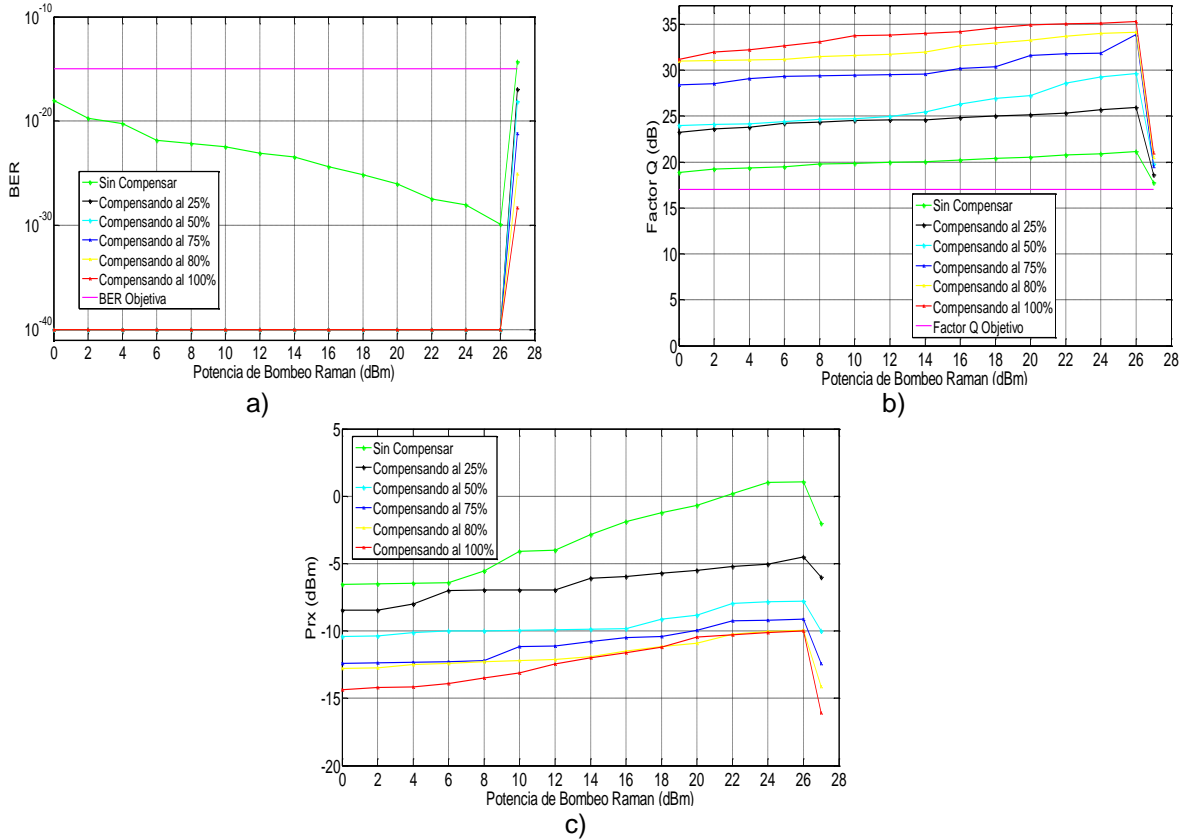 10^-10
10^-20
10^-30
10^-40
BER
Sin Compensar
Compensando al 25%
Compensando al 50%
Compensando al 75%
Compensando al 80%
Compensando al 100%
BER Objetiva
0 2 4 6 8 10 12 14 16 18 20 22 24 26 28
Potencia de Bombeo Raman (dBm)
a)
35
30
25
20
15
10
5
0
Factor Q (dB)
Sin Compensar
Compensando al 25%
Compensando al 50%
Compensando al 75%
Compensando al 80%
Compensando al 100%
Factor Q Objetivo
0 2 4 6 8 10 12 14 16 18 20 22 24 26 28
Potencia de Bombeo Raman (dBm)
b)
5
0
-5
-10
-15
-20
Prx (dBm)
Sin Compensar
Compensando al 25%
Compensando al 50%
Compensando al 75%
Compensando al 80%
Compensando al 100%
0 2 4 6 8 10 12 14 16 18 20 22 24 26 28
Potencia de Bombeo Raman (dBm)
c)